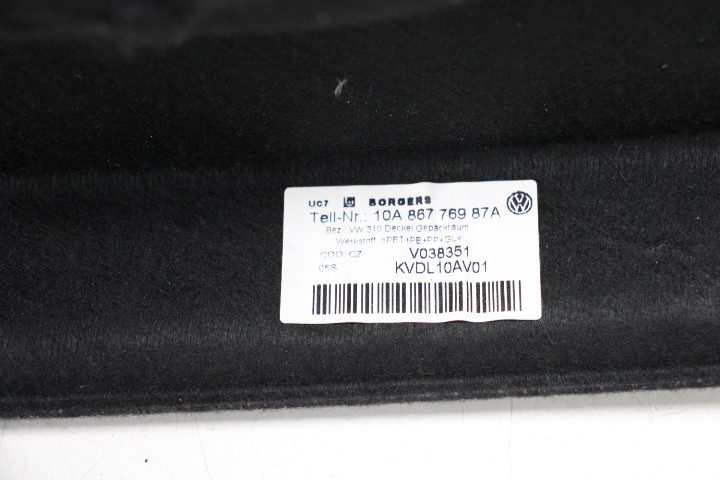 UC7 BORGERS
Teil-Nr.: 10A 867 769 87A
Bez.: VW 310 Deckel Gepäckraum
Werkstoff: >PET+PE+PP+GL<
COO: CZ V038351
055 KVDL10AV01